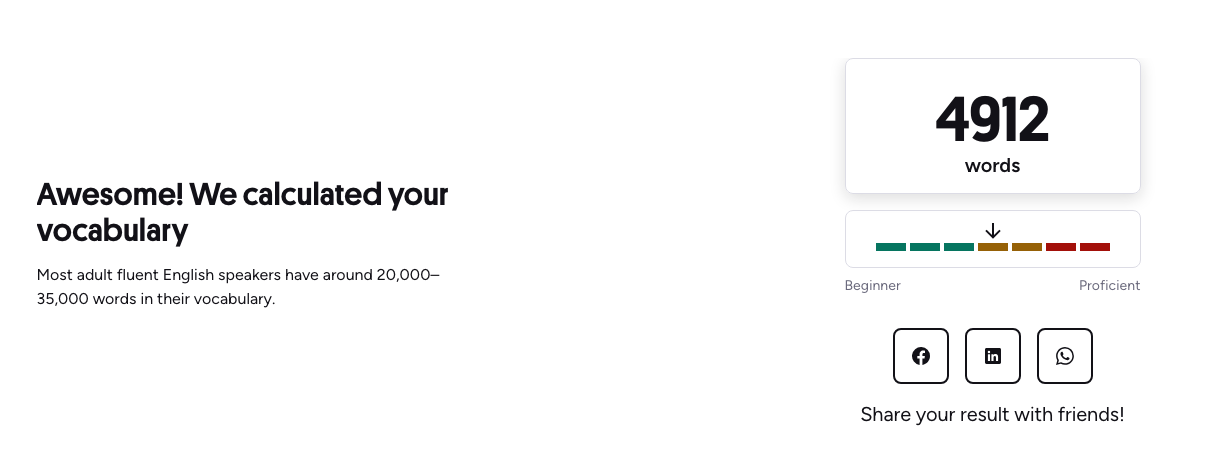 Awesome! We calculated your
vocabulary
Most adult fluent English speakers have around 20,000–
35,000 words in their vocabulary.
4912
words
Beginner
Proficient
Share your result with friends!